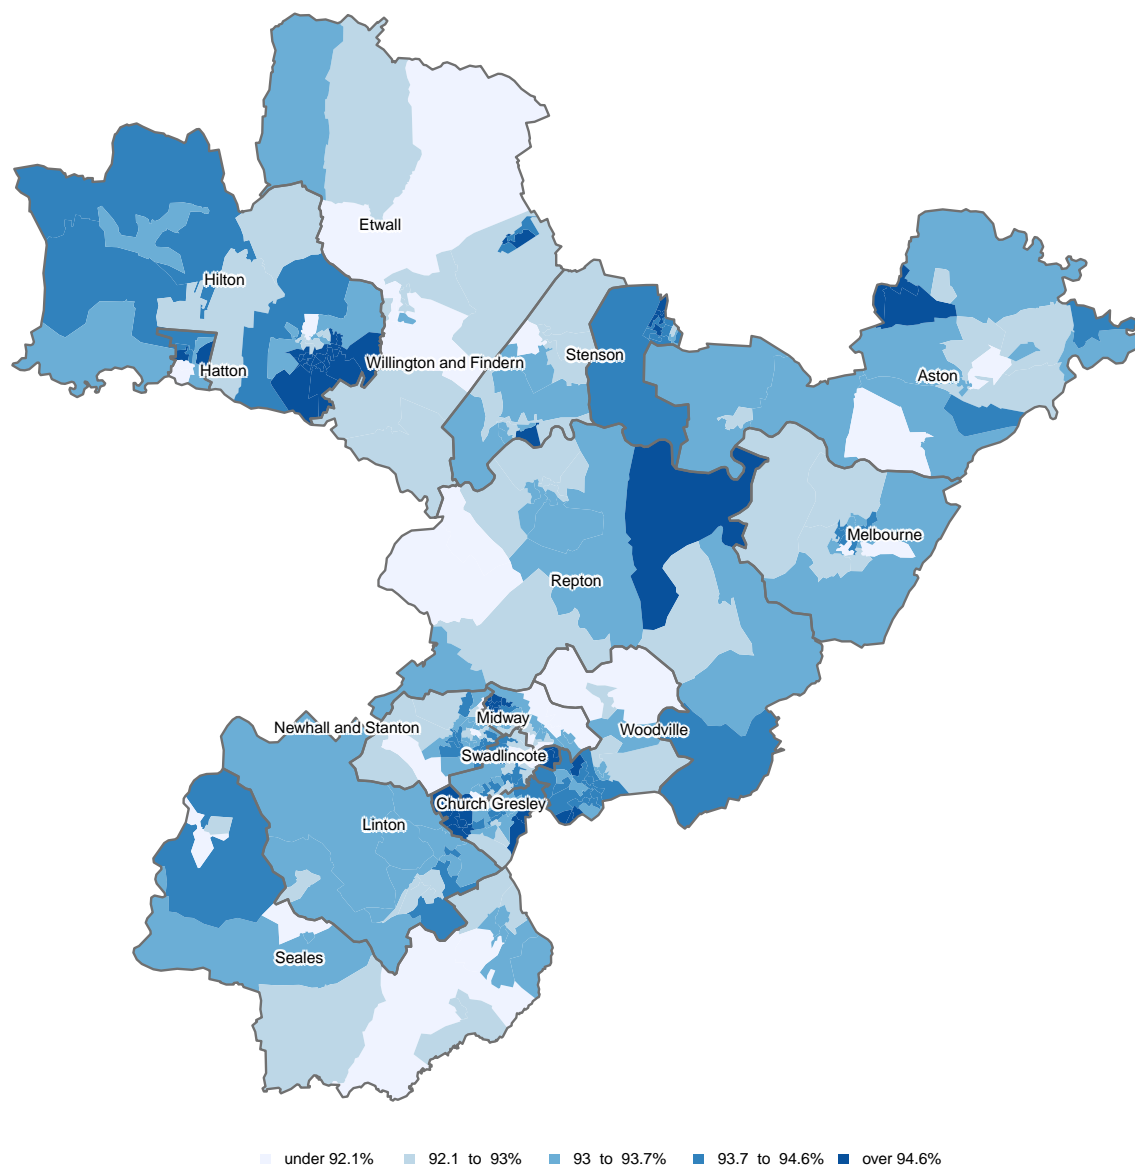 Etwall
Hilton
Stenson
Willington and Findern
Hatton
Aston
Melbourne
Repton
Midway
Newhall and Stanton
Woodville
Swadlincote
Church Gresley
Linton
Seales
under 92.1% 92.1 to 93% 93 to 93.7% 93.7 to 94.6% over 94.6%